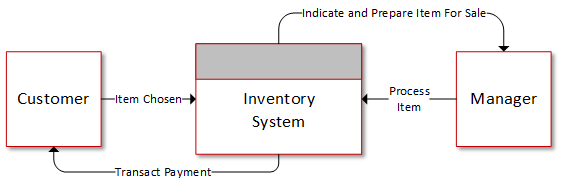 Indicate and Prepare Item For Sale
Customer
Item Chosen
Inventory
System
Process
Item
Manager
Transact Payment